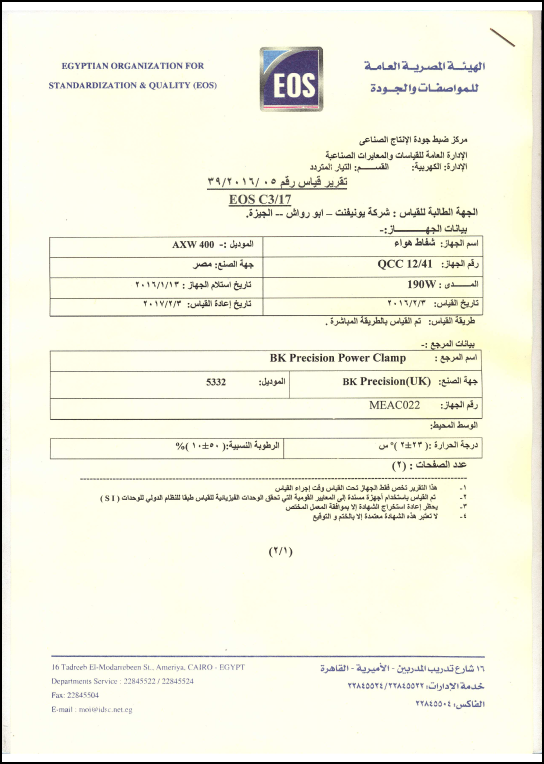 EGYPTIAN ORGANIZATION FOR
STANDARDIZATION & QUALITY (EOS)
EOS
الهيئة المصرية العامة
للمواصفات والجودة
مركز ضبط جودة الإنتاج الصناعى
الإدارة العامة للقياسات والمعايرات الصناعية
الإدارة: الكهربية: القســـم: التيار المتردد
تقرير قياس رقم ٠٥ /٣٩/٢٠١٦
EOS C3/17
الجهة الطالبة للقياس : شركة يونيفنت – ابو رواش -- الجيزة.
بيانات الجهـــــــاز:-
اسم الجهاز: شفاط هواء الموديل :- AXW 400
رقم الجهاز: QCC 12/41 جهة الصنع: مصر
المـــــدى : 190W تاريخ استلام الجهاز : ٢٠١٦/١/١٣
تاريخ القياس: ٢٠١٦/٢/٣ تاريخ إعادة القياس: ٢٠١٧/٢/٣
طريقة القياس: تم القياس بالطريقة المباشرة .
بيانات المرجع :-
اسم المرجع : BK Precision Power Clamp
جهة الصنع: BK Precision(UK) الموديل: 5332
رقم الجهاز: MEAC022
الوسط المحيط:
درجة الحرارة :( ٢٣±٢ )° س الرطوبة النسبية:( ٥٠±١٠ )%
عدد الصفحات : (٢)
١- هذا التقرير تخص فقط الجهاز تحت القياس وقت إجراء القياس
٢- تم القياس باستخدام أجهزة مسندة إلى المعايير القومية التي تحقق الوحدات الفيزيائية للقياس طبقا للنظام الدولي للوحدات ( S I )
٣- يحظر إعادة استخراج الشهادة إلا بموافقة المعمل المختص
٤- لا تعتبر هذه الشهادة معتمدة إلا بالختم و التوقيع
(٢/١)
16 Tadreeb El-Modarrebeen St., Ameriya, CAIRO - EGYPT
Departments Service : 22845522 / 22845524
Fax: 22845504
E-mail : moi@idsc.net.eg
١٦ شارع تدريب المدربين - الأميرية - القاهرة
خدمة الإدارات: ٢٢٨٤٥٥٢٤/٢٢٨٤٥٥٢٢
الفاكس: ٢٢٨٤٥٥٠٤